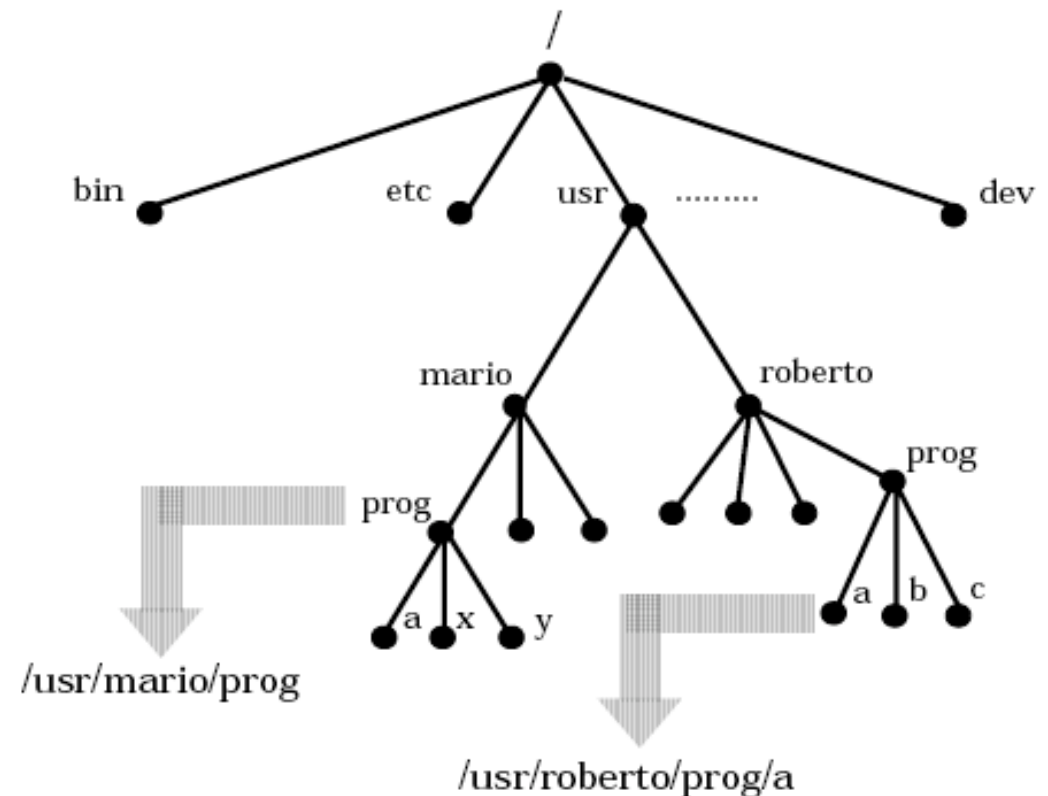 /
bin etc usr ......... dev
mario roberto
prog
prog
a b c
a x y
/usr/mario/prog
/usr/roberto/prog/a